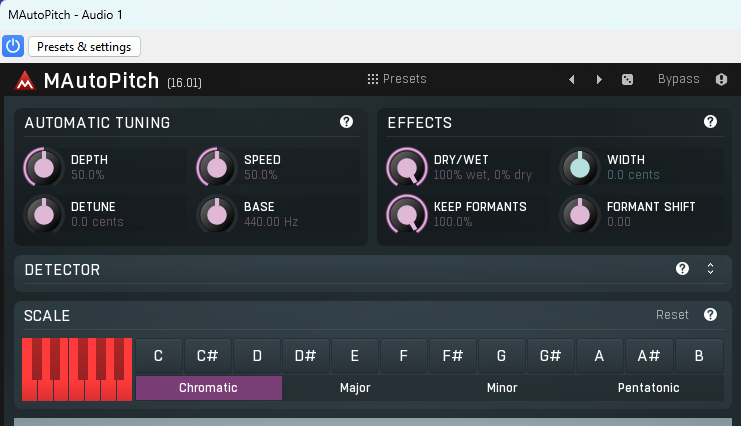 MAutoPitch - Audio 1
Presets & settings
MAutoPitch (16.01) Presets Bypass
AUTOMATIC TUNING ? EFFECTS ?
DEPTH SPEED DRY/WET WIDTH
50.0% 50.0% 100% wet, 0% dry 0.0 cents
DETUNE BASE KEEP FORMANTS FORMANT SHIFT
0.0 cents 440.00 Hz 100.0% 0.00
DETECTOR ?
SCALE Reset ?
C C# D D# E F F# G G# A A# B
Chromatic Major Minor Pentatonic